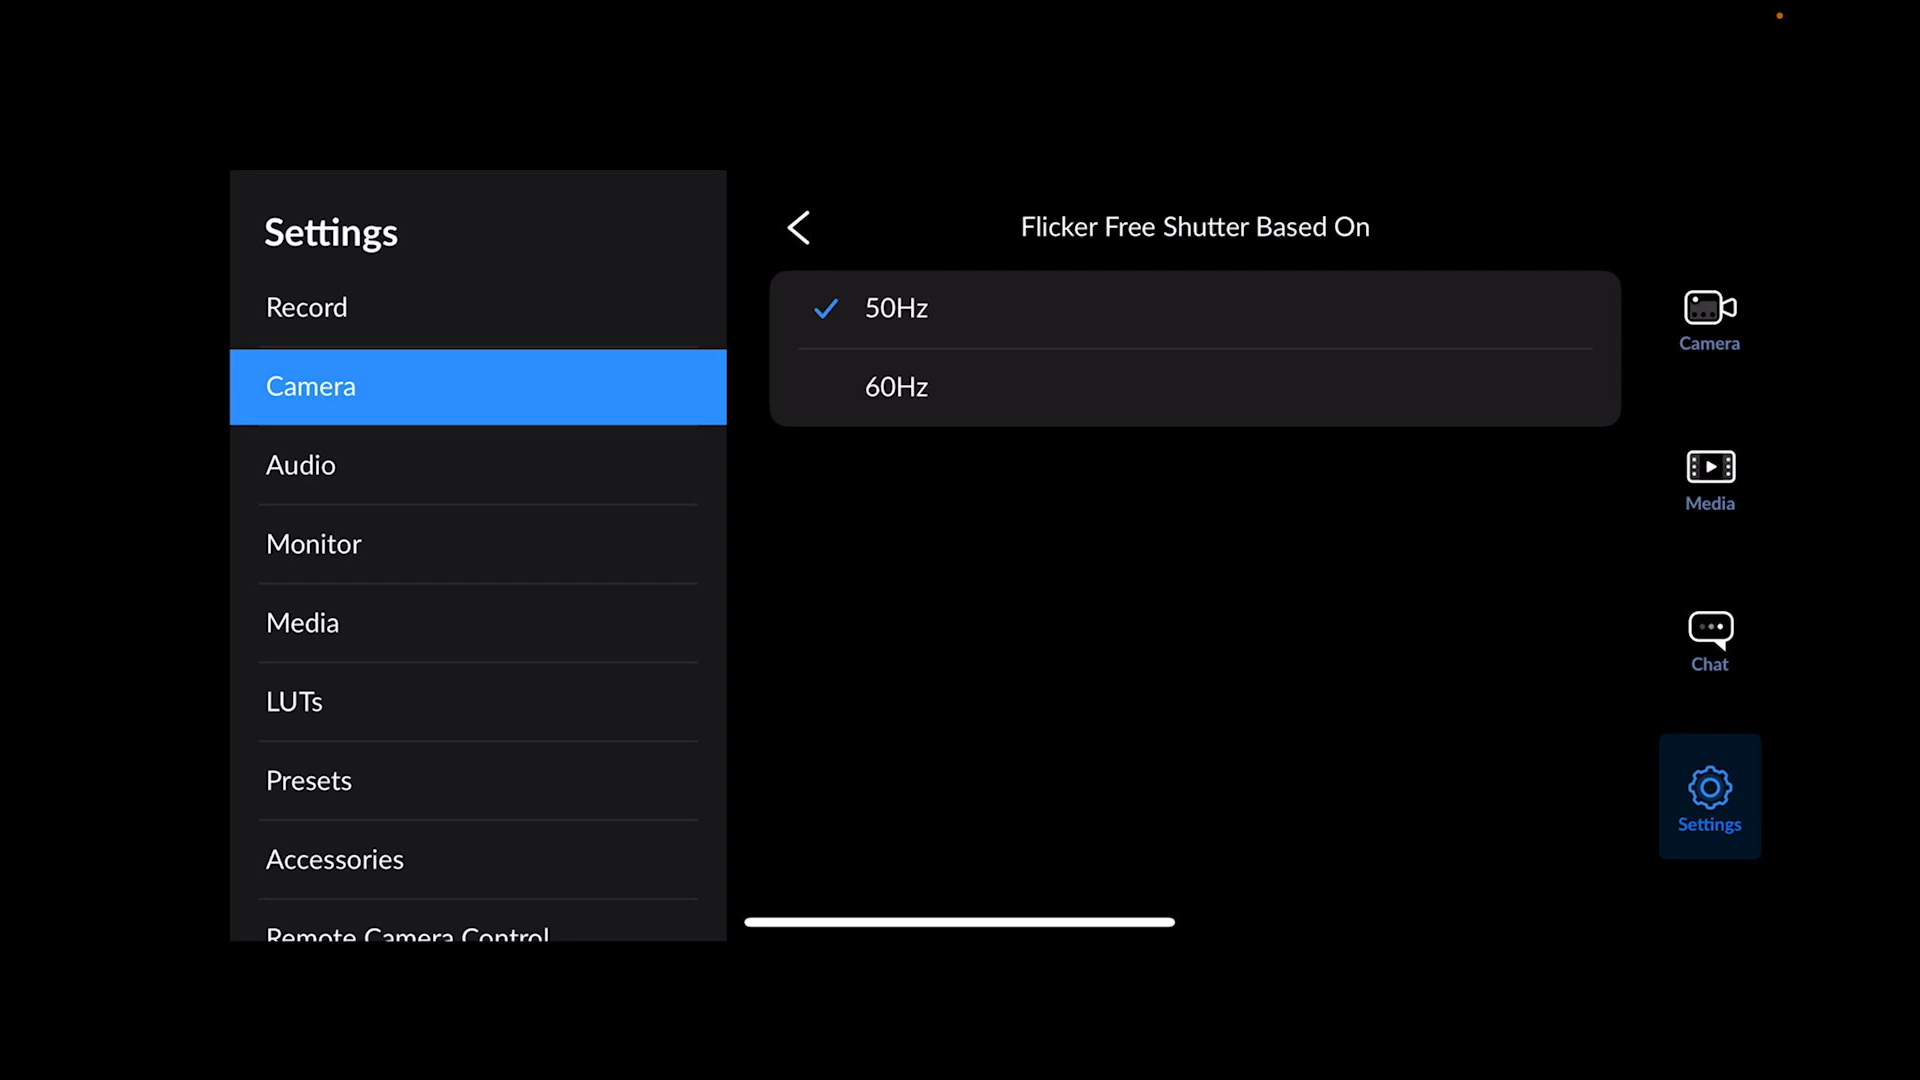 Settings
Record
Camera
Audio
Monitor
Media
LUTs
Presets
Accessories
Remote Camera Control
Flicker Free Shutter Based On
50Hz
60Hz
Camera
Media
Chat
Settings